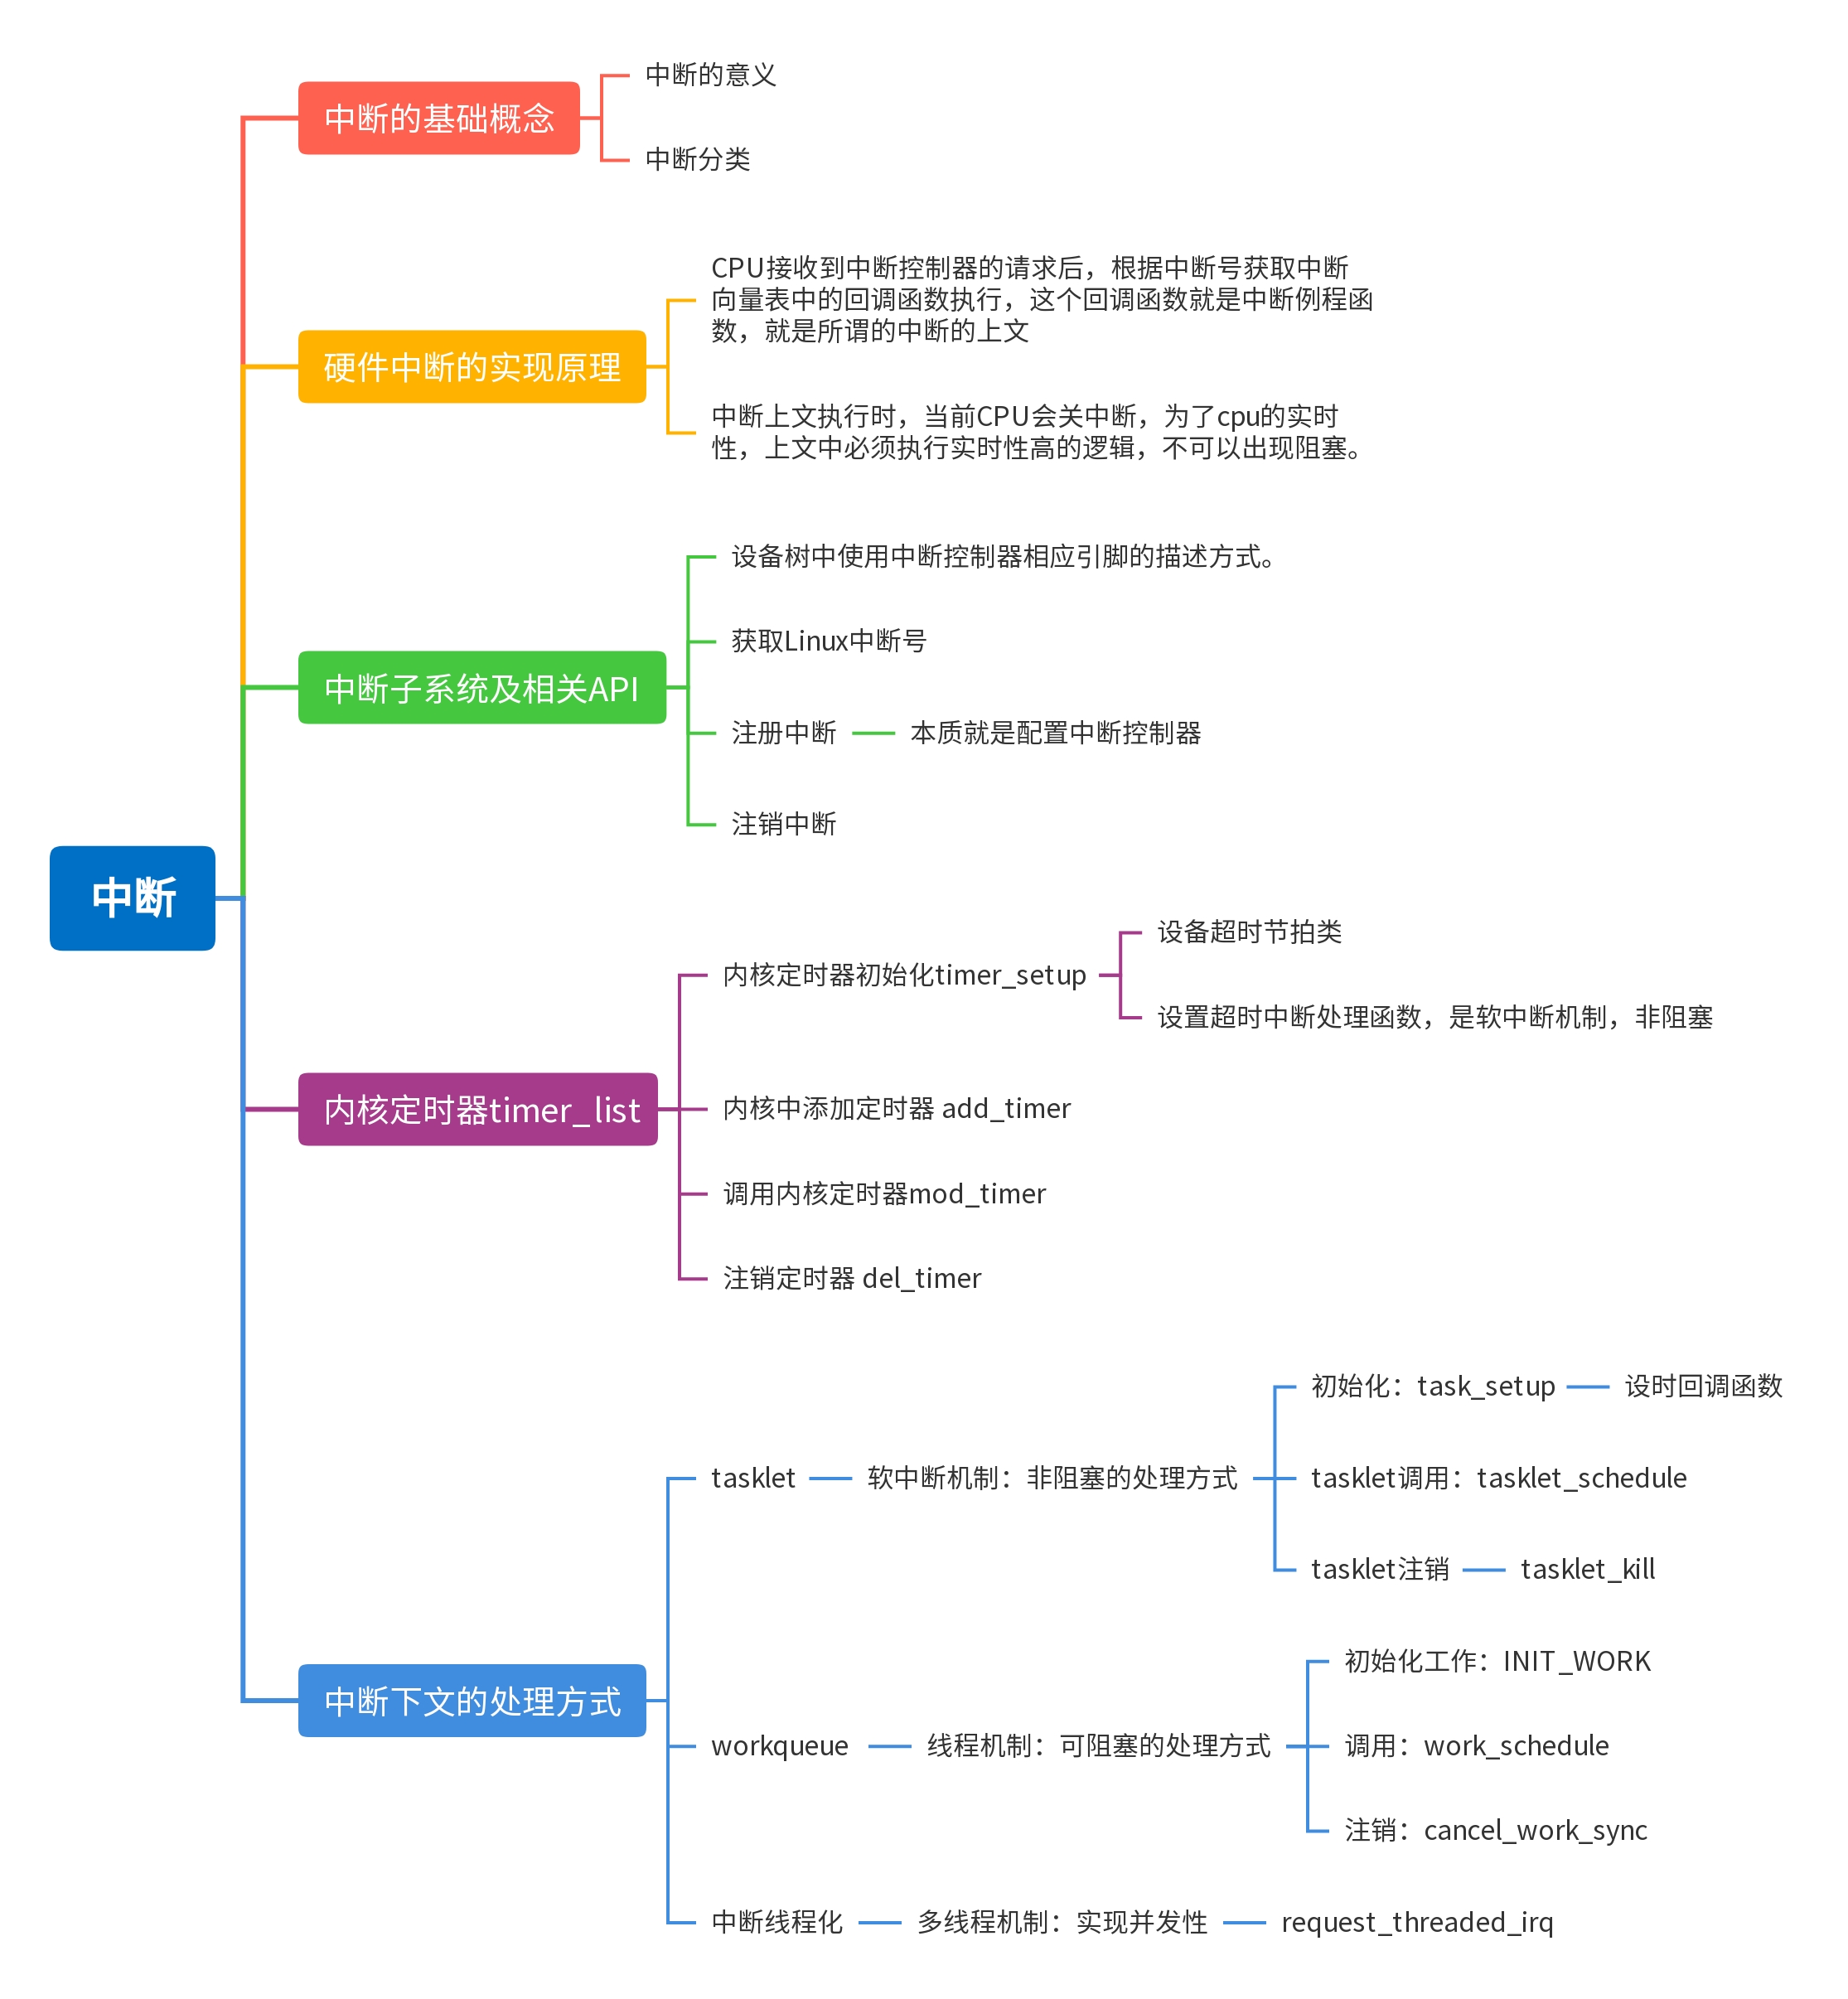 中断
中断的基础概念
中断的意义
中断分类
硬件中断的实现原理
CPU接收到中断控制器的请求后，根据中断号获取中断
向量表中的回调函数执行，这个回调函数就是中断例程函
数，就是所谓的中断的上文
中断上文执行时，当前CPU会关中断，为了cpu的实时
性，上文中必须执行实时性高的逻辑，不可以出现阻塞。
中断子系统及相关API
设备树中使用中断控制器相应引脚的描述方式。
获取Linux中断号
注册中断
本质就是配置中断控制器
注销中断
内核定时器timer_list
内核定时器初始化timer_setup
设备超时节拍类
设置超时中断处理函数，是软中断机制，非阻塞
内核中添加定时器 add_timer
调用内核定时器mod_timer
注销定时器 del_timer
中断下文的处理方式
tasklet
软中断机制：非阻塞的处理方式
初始化：task_setup
设时回调函数
tasklet调用：tasklet_schedule
tasklet注销
tasklet_kill
workqueue
线程机制：可阻塞的处理方式
初始化工作：INIT_WORK
调用：work_schedule
注销：cancel_work_sync
中断线程化
多线程机制：实现并发性
request_threaded_irq